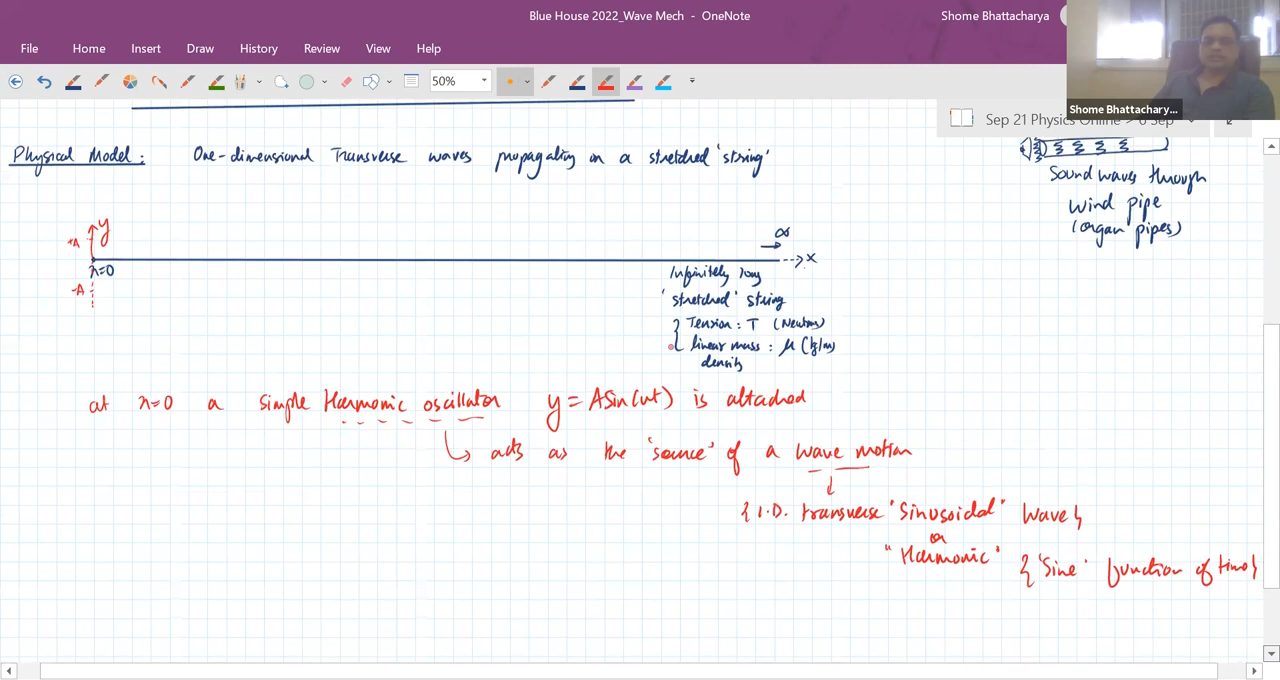 Blue House 2022_Wave Mech - OneNote
Shome Bhattacharya
File Home Insert Draw History Review View Help
50%
Shome Bhattachary...
Sep 21 Physics Online > 6 Sep
Physical Model: One-dimensional Transverse waves propagating on a stretched 'string'
Sound waves through
wind pipe
(organ pipes)
y
+A
x=0
-A
∞
x
Infinitely long
'stretched' string
{ Tension: T (Newtons)
linear mass : μ (kg/m)
density
at x=0 a simple Harmonic oscillator y = ASin(ωt) is attached
↳ acts as the 'source' of a wave motion
↓
{1.D. transverse "Sinusoidal" wave}
or
"Harmonic" {'Sine' function of time}